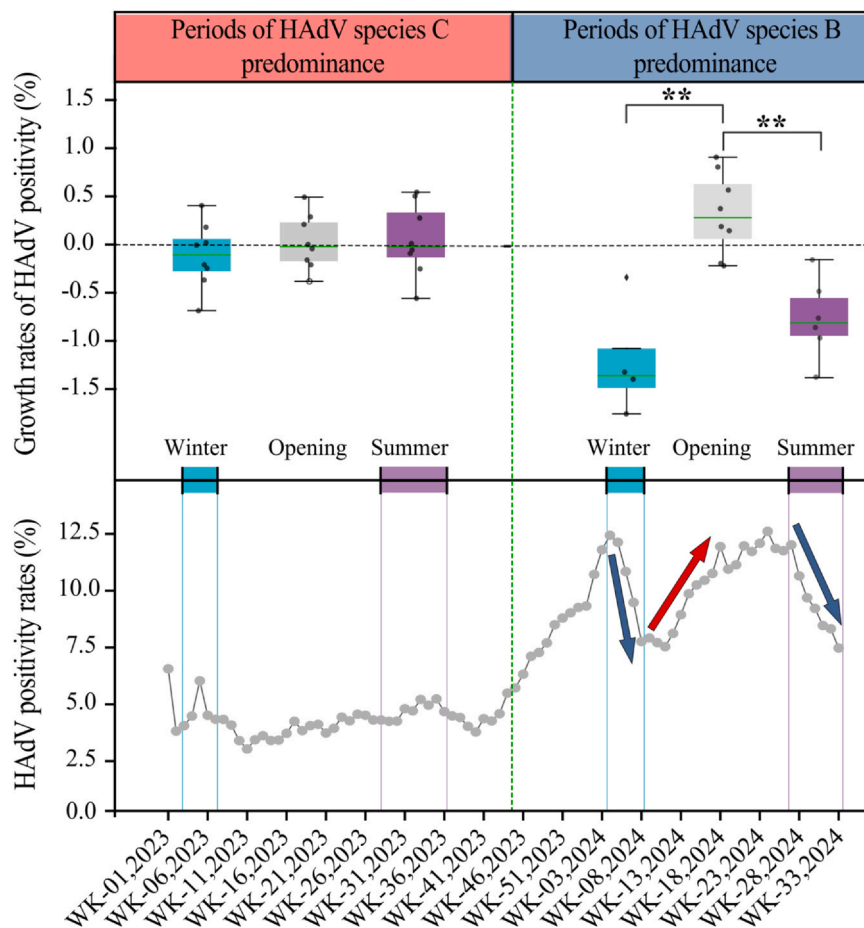 Periods of HAdV species C
predominance
Periods of HAdV species B
predominance
Growth rates of HAdV positivity (%)
1.5
1.0
0.5
0.0
-0.5
-1.0
-1.5
**
**
Winter
Opening
Summer
Winter
Opening
Summer
HAdV positivity rates (%)
12.5
10.0
7.5
5.0
2.5
0.0
WK-01,2023
WK-06,2023
WK-11,2023
WK-16,2023
WK-21,2023
WK-26,2023
WK-31,2023
WK-36,2023
WK-41,2023
WK-46,2023
WK-51,2023
WK-03,2024
WK-08,2024
WK-13,2024
WK-18,2024
WK-23,2024
WK-28,2024
WK-33,2024